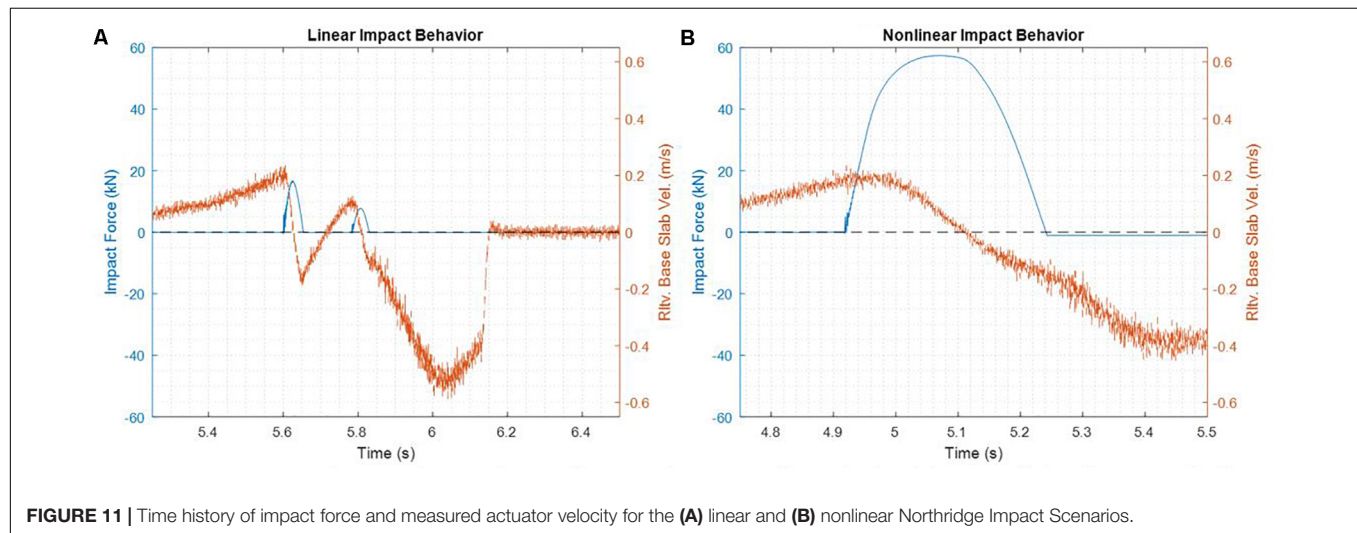 A
Linear Impact Behavior
60
40
20
0
-20
-40
-60
Impact Force (kN)
0.6
0.4
0.2
0
-0.2
-0.4
-0.6
Rltv. Base Slab Vel. (m/s)
5.4 5.6 5.8 6 6.2 6.4
Time (s)
B
Nonlinear Impact Behavior
60
40
20
0
-20
-40
-60
Impact Force (kN)
0.6
0.4
0.2
0
-0.2
-0.4
-0.6
Rltv. Base Slab Vel. (m/s)
4.8 4.9 5 5.1 5.2 5.3 5.4 5.5
Time (s)
FIGURE 11 | Time history of impact force and measured actuator velocity for the (A) linear and (B) nonlinear Northridge Impact Scenarios.